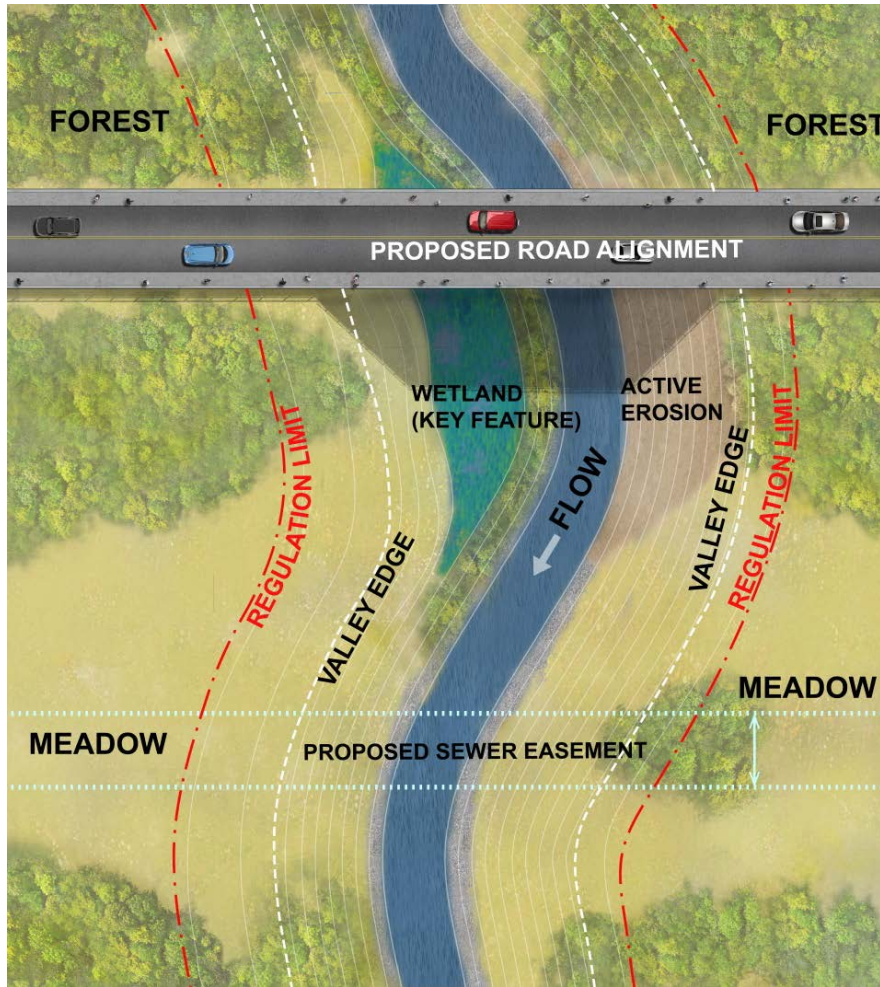 FOREST
FOREST
PROPOSED ROAD ALIGNMENT
WETLAND
(KEY FEATURE)
ACTIVE
EROSION
FLOW
REGULATION LIMIT
VALLEY EDGE
VALLEY EDGE
REGULATION LIMIT
MEADOW
MEADOW
PROPOSED SEWER EASEMENT